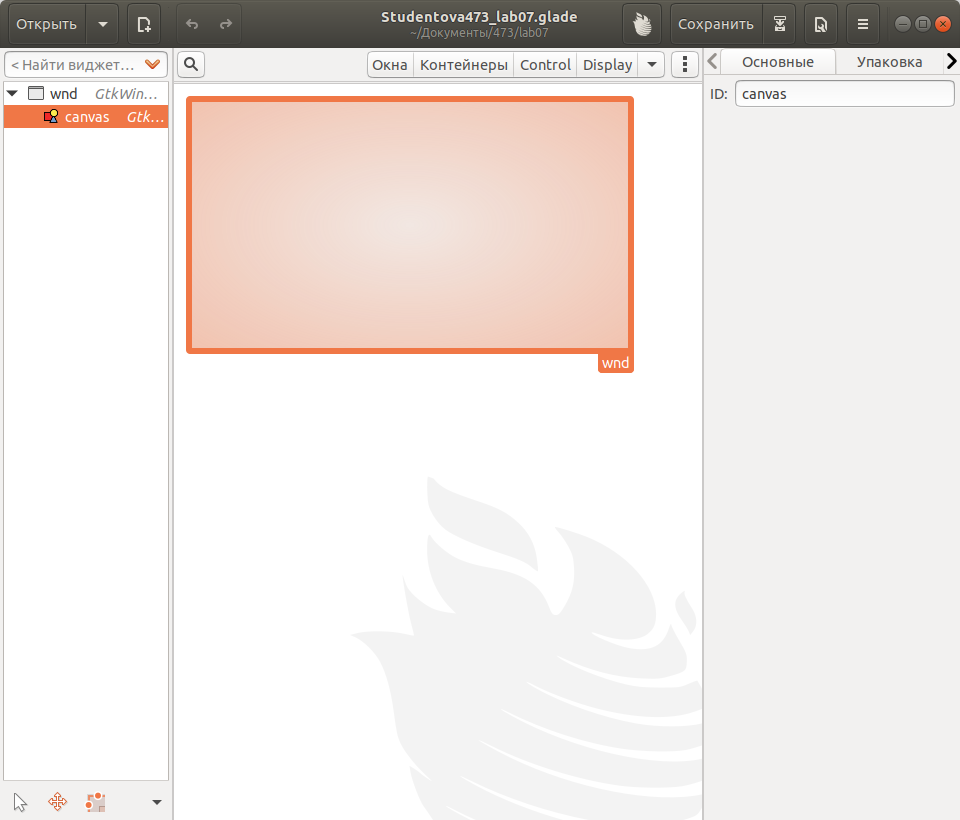 Открыть
Studentova473_lab07.glade
~/Документы/473/lab07
Сохранить
< Найти виджет…
Окна Контейнеры Control Display
Основные Упаковка
wnd GtkWin…
canvas Gtk…
ID: canvas
wnd